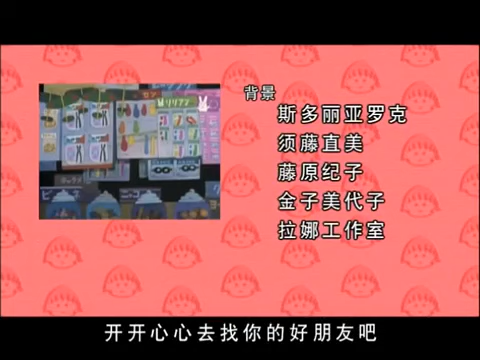 背景
斯多丽亚罗克
须藤直美
藤原纪子
金子美代子
拉娜工作室
开开心心去找你的好朋友吧